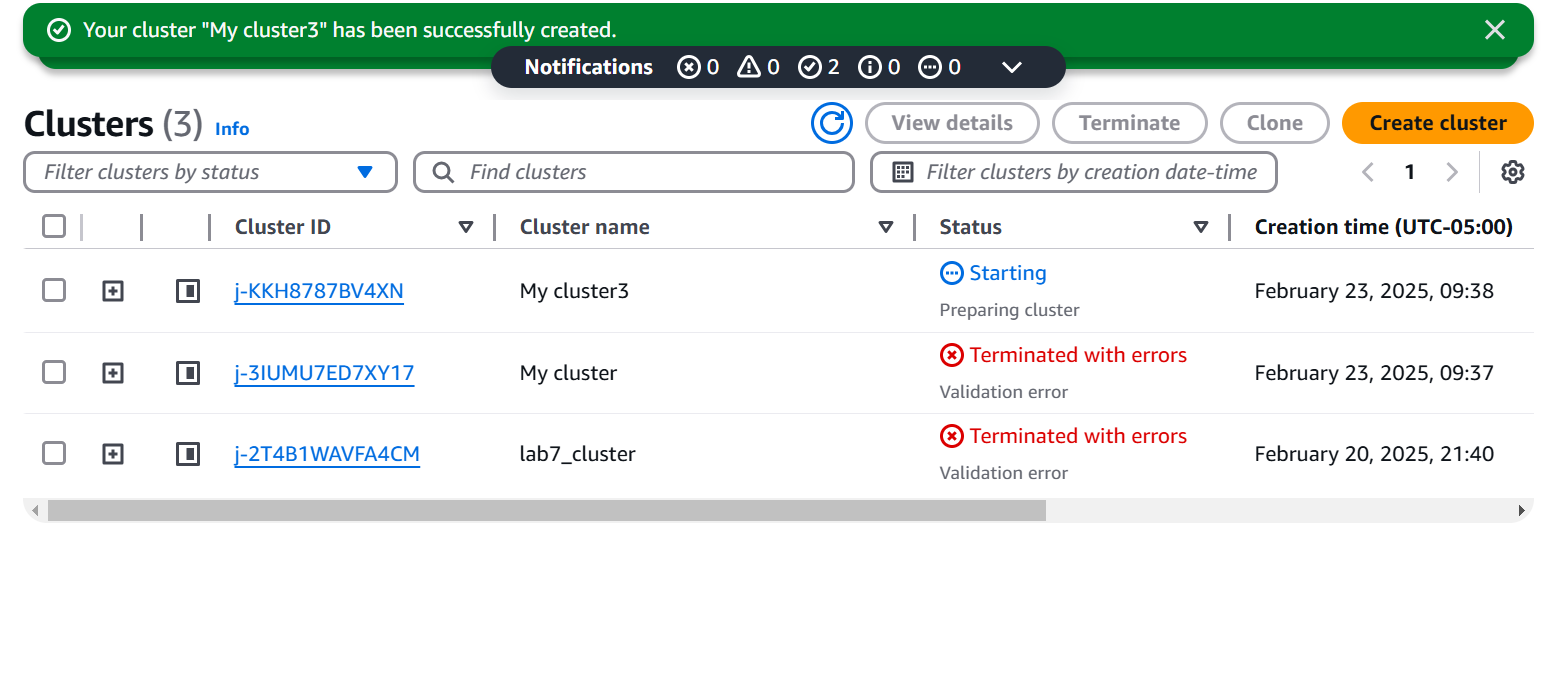 Your cluster "My cluster3" has been successfully created.
Notifications 0 0 2 0 0
Clusters (3) Info View details Terminate Clone Create cluster
Filter clusters by status Find clusters Filter clusters by creation date-time 1
Cluster ID Cluster name Status Creation time (UTC-05:00)
j-KKH8787BV4XN My cluster3 Starting February 23, 2025, 09:38
Preparing cluster
j-3IUMU7ED7XY17 My cluster Terminated with errors February 23, 2025, 09:37
Validation error
j-2T4B1WAVFA4CM lab7_cluster Terminated with errors February 20, 2025, 21:40
Validation error